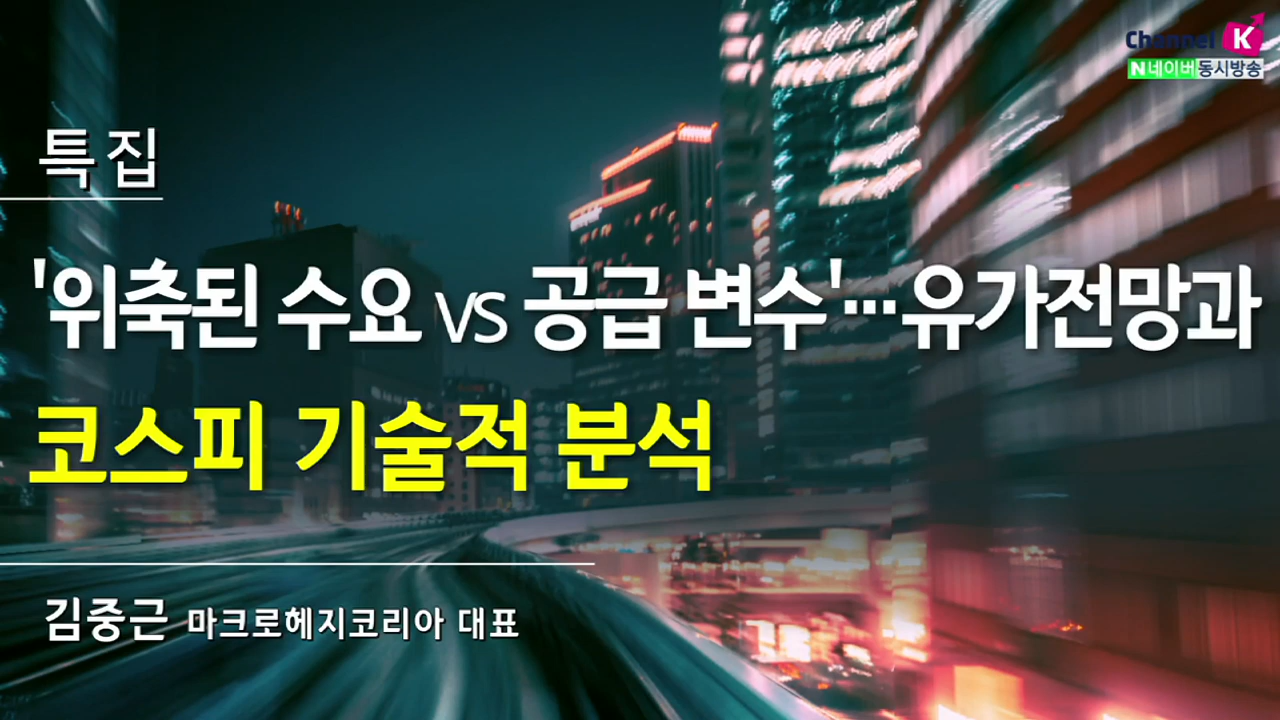 Channel K
N 네이버 동시방송
특집
'위축된 수요 VS 공급 변수'…유가전망과
코스피 기술적 분석
김중근 마크로헤지코리아 대표